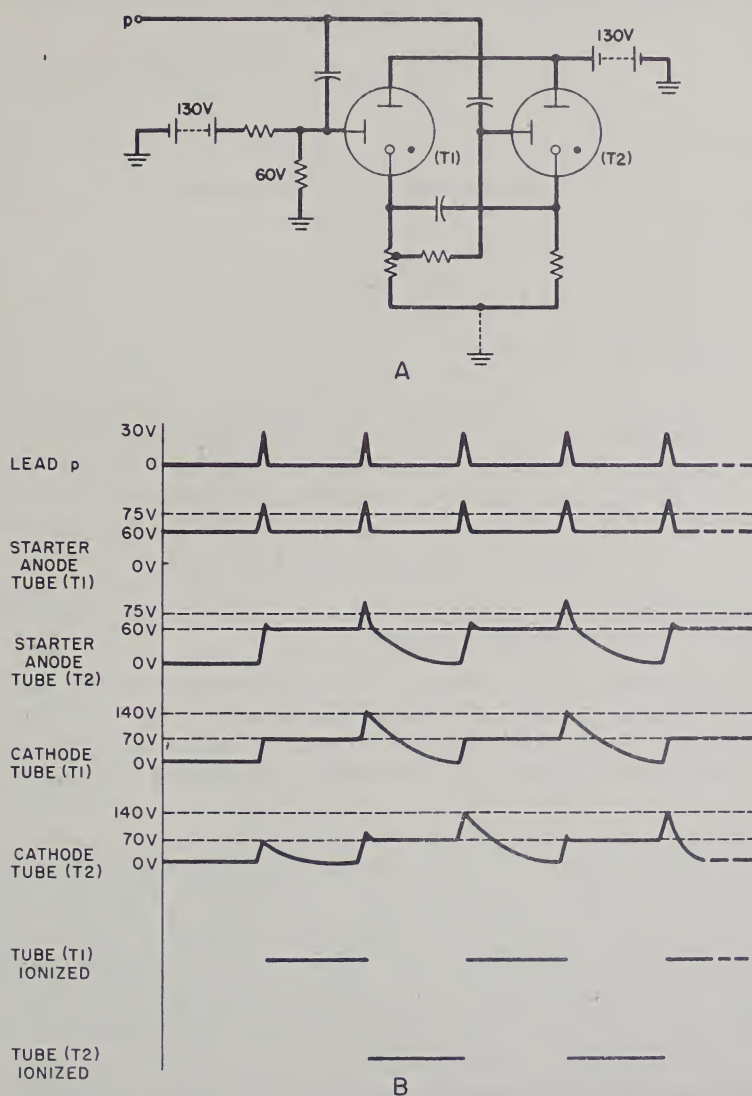 p
130V
130V
60V
(T1)
(T2)
A
30V
LEAD p
0
75V
60V
STARTER
ANODE
TUBE (T1)
0V
75V
60V
STARTER
ANODE
TUBE (T2)
0V
140V
70V
CATHODE
TUBE (T1)
0V
140V
70V
CATHODE
TUBE (T2)
0V
TUBE (T1)
IONIZED
TUBE (T2)
IONIZED
B